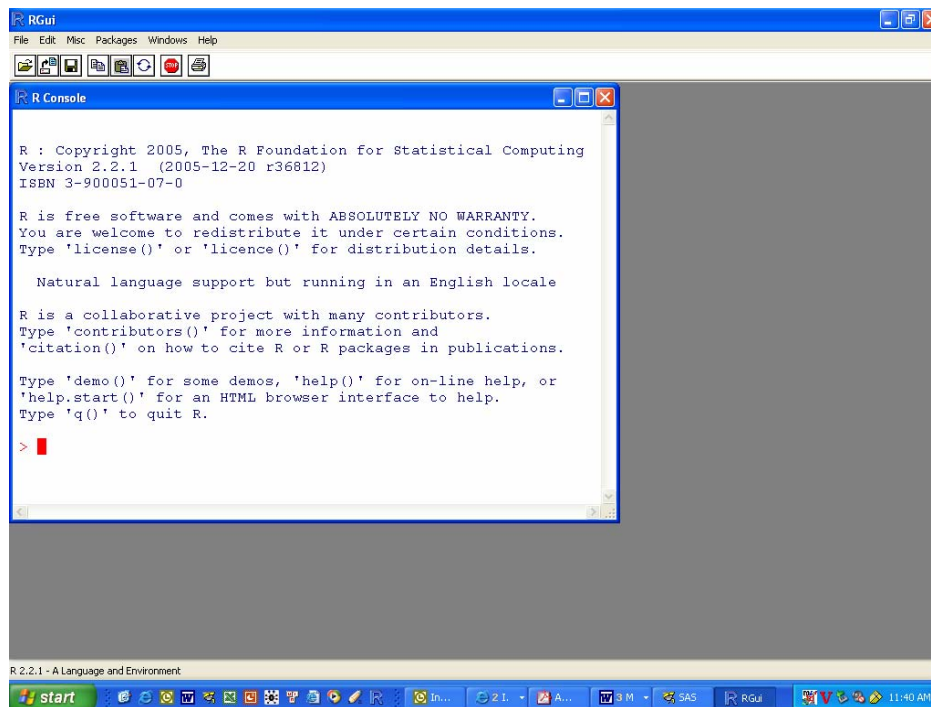 RGui
File Edit Misc Packages Windows Help
STOP
R Console
R : Copyright 2005, The R Foundation for Statistical Computing
Version 2.2.1 (2005-12-20 r36812)
ISBN 3-900051-07-0
R is free software and comes with ABSOLUTELY NO WARRANTY.
You are welcome to redistribute it under certain conditions.
Type 'license()' or 'licence()' for distribution details.
Natural language support but running in an English locale
R is a collaborative project with many contributors.
Type 'contributors()' for more information and
'citation()' on how to cite R or R packages in publications.
Type 'demo()' for some demos, 'help()' for on-line help, or
'help.start()' for an HTML browser interface to help.
Type 'q()' to quit R.
>
R 2.2.1 - A Language and Environment
start In... 2 I. A... 3 M SAS RGui 11:40 AM